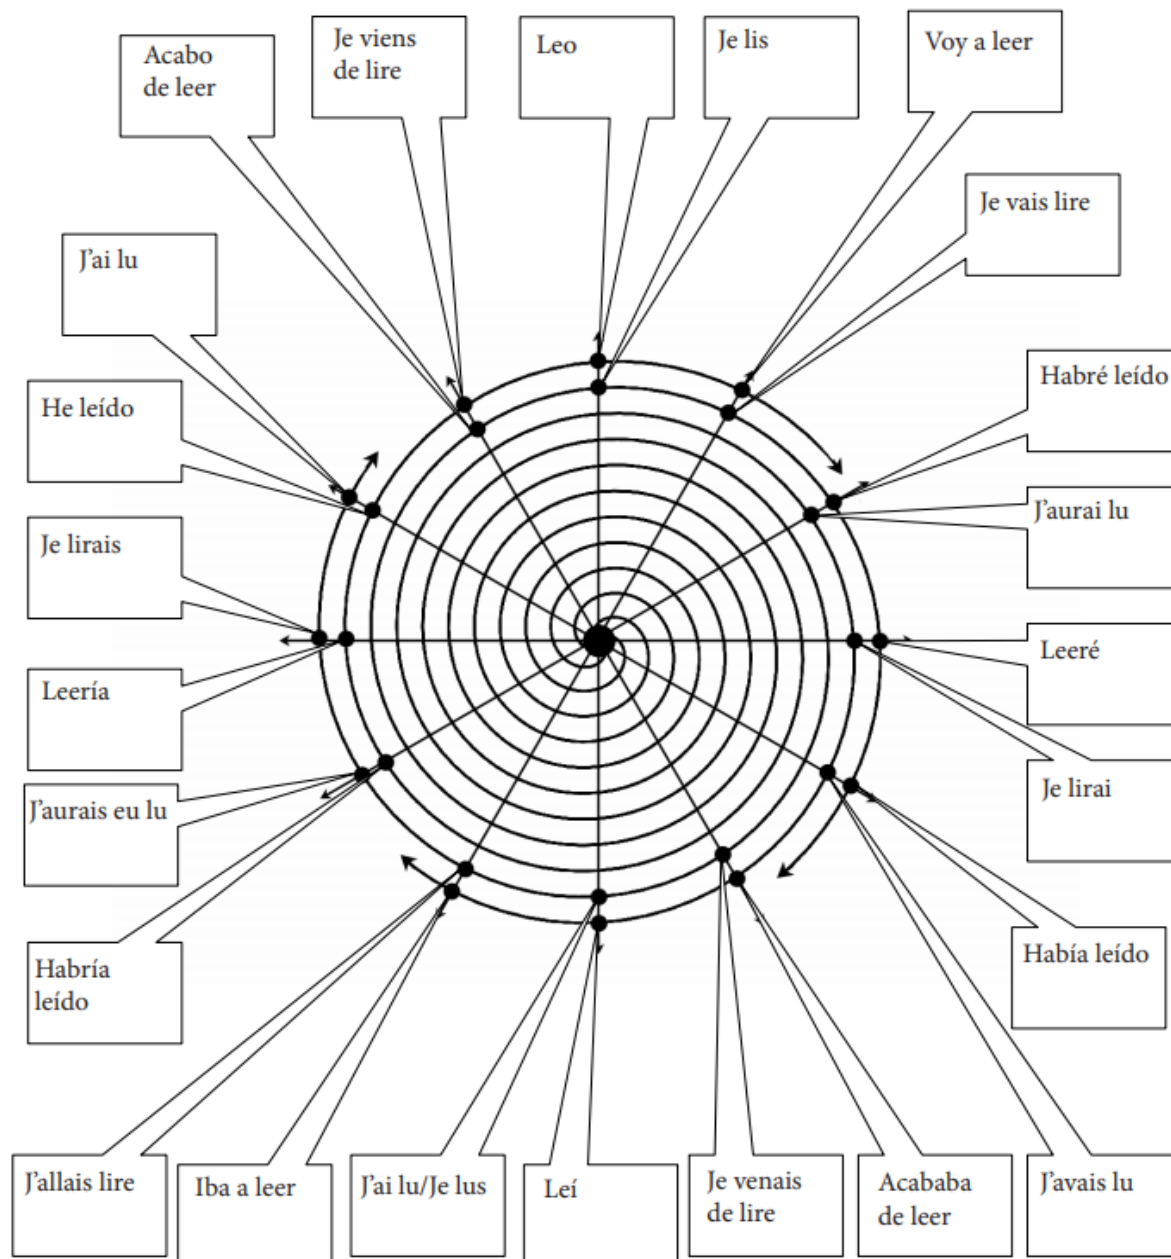 Acabo
de leer
Je viens
de lire
Leo
Je lis
Voy a leer
Je vais lire
J'ai lu
Habré leído
He leído
J'aurai lu
Je lirais
Leeré
Leería
Je lirai
J'aurais eu lu
Habría
leído
Había leído
J'allais lire
Iba a leer
J'ai lu/Je lus
Leí
Je venais
de lire
Acababa
de leer
J'avais lu